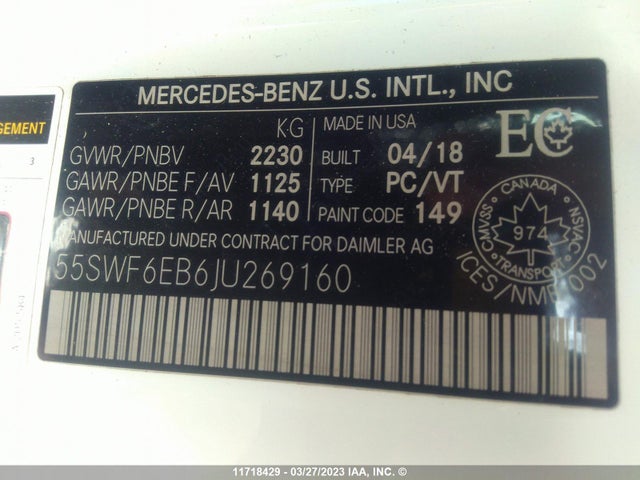 MERCEDES-BENZ U.S. INTL., INC
GEMENT
3
KG
GVWR/PNBV 2230
GAWR/PNBE F/AV 1125
GAWR/PNBE R/AR 1140
MADE IN USA
BUILT 04/18
TYPE PC/VT
PAINT CODE 149
EC
CANADA
CMVSS 974 NSVAC
TRANSPORT
ICES/NMB-002
MANUFACTURED UNDER CONTRACT FOR DAIMLER AG
55SWF6EB6JU269160
11718429 - 03/27/2023 IAA, INC. ©